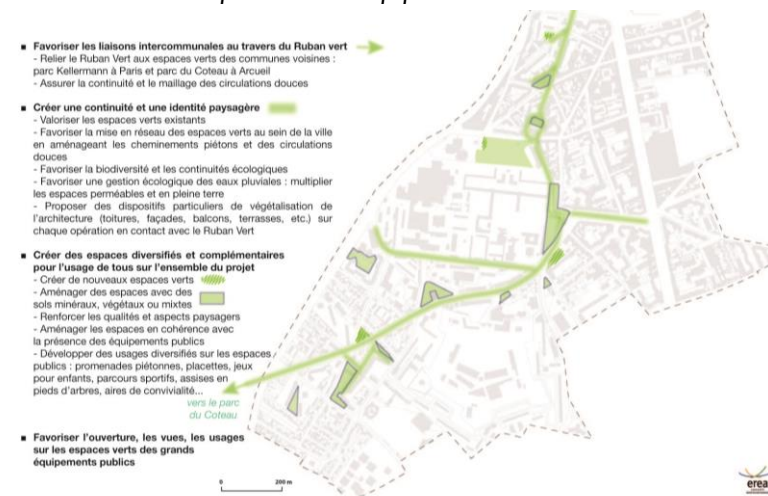 ▪ Favoriser les liaisons intercommunales au travers du Ruban vert
- Relier le Ruban Vert aux espaces verts des communes voisines :
parc Kellermann à Paris et parc du Coteau à Arcueil
- Assurer la continuité et le maillage des circulations douces
▪ Créer une continuité et une identité paysagère
- Valoriser les espaces verts existants
- Favoriser la mise en réseau des espaces verts au sein de la ville
en aménageant les cheminements piétons et des circulations
douces
- Favoriser la biodiversité et les continuités écologiques
- Favoriser une gestion écologique des eaux pluviales : multiplier
les espaces perméables et en pleine terre
- Proposer des dispositifs particuliers de végétalisation de
l'architecture (toitures, façades, balcons, terrasses, etc.) sur
chaque opération en contact avec le Ruban Vert
▪ Créer des espaces diversifiés et complémentaires
pour l'usage de tous sur l'ensemble du projet
- Créer de nouveaux espaces verts
- Aménager des espaces avec des
sols minéraux, végétaux ou mixtes
- Renforcer les qualités et aspects paysagers
- Aménager les espaces en cohérence avec
la présence des équipements publics
- Développer des usages diversifiés sur les espaces
publics : promenades piétonnes, placettes, jeux
pour enfants, parcours sportifs, assises en
pieds d'arbres, aires de convivialité...
vers le parc
du Coteau
▪ Favoriser l'ouverture, les vues, les usages
sur les espaces verts des grands
équipements publics
0 200 m
erea